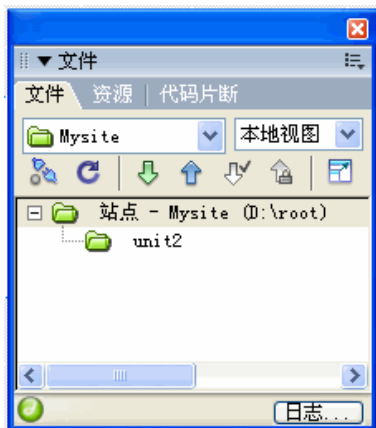 文件
文件 资源 代码片断
Mysite 本地视图
站点 - Mysite (D:\root)
unit2
日志...